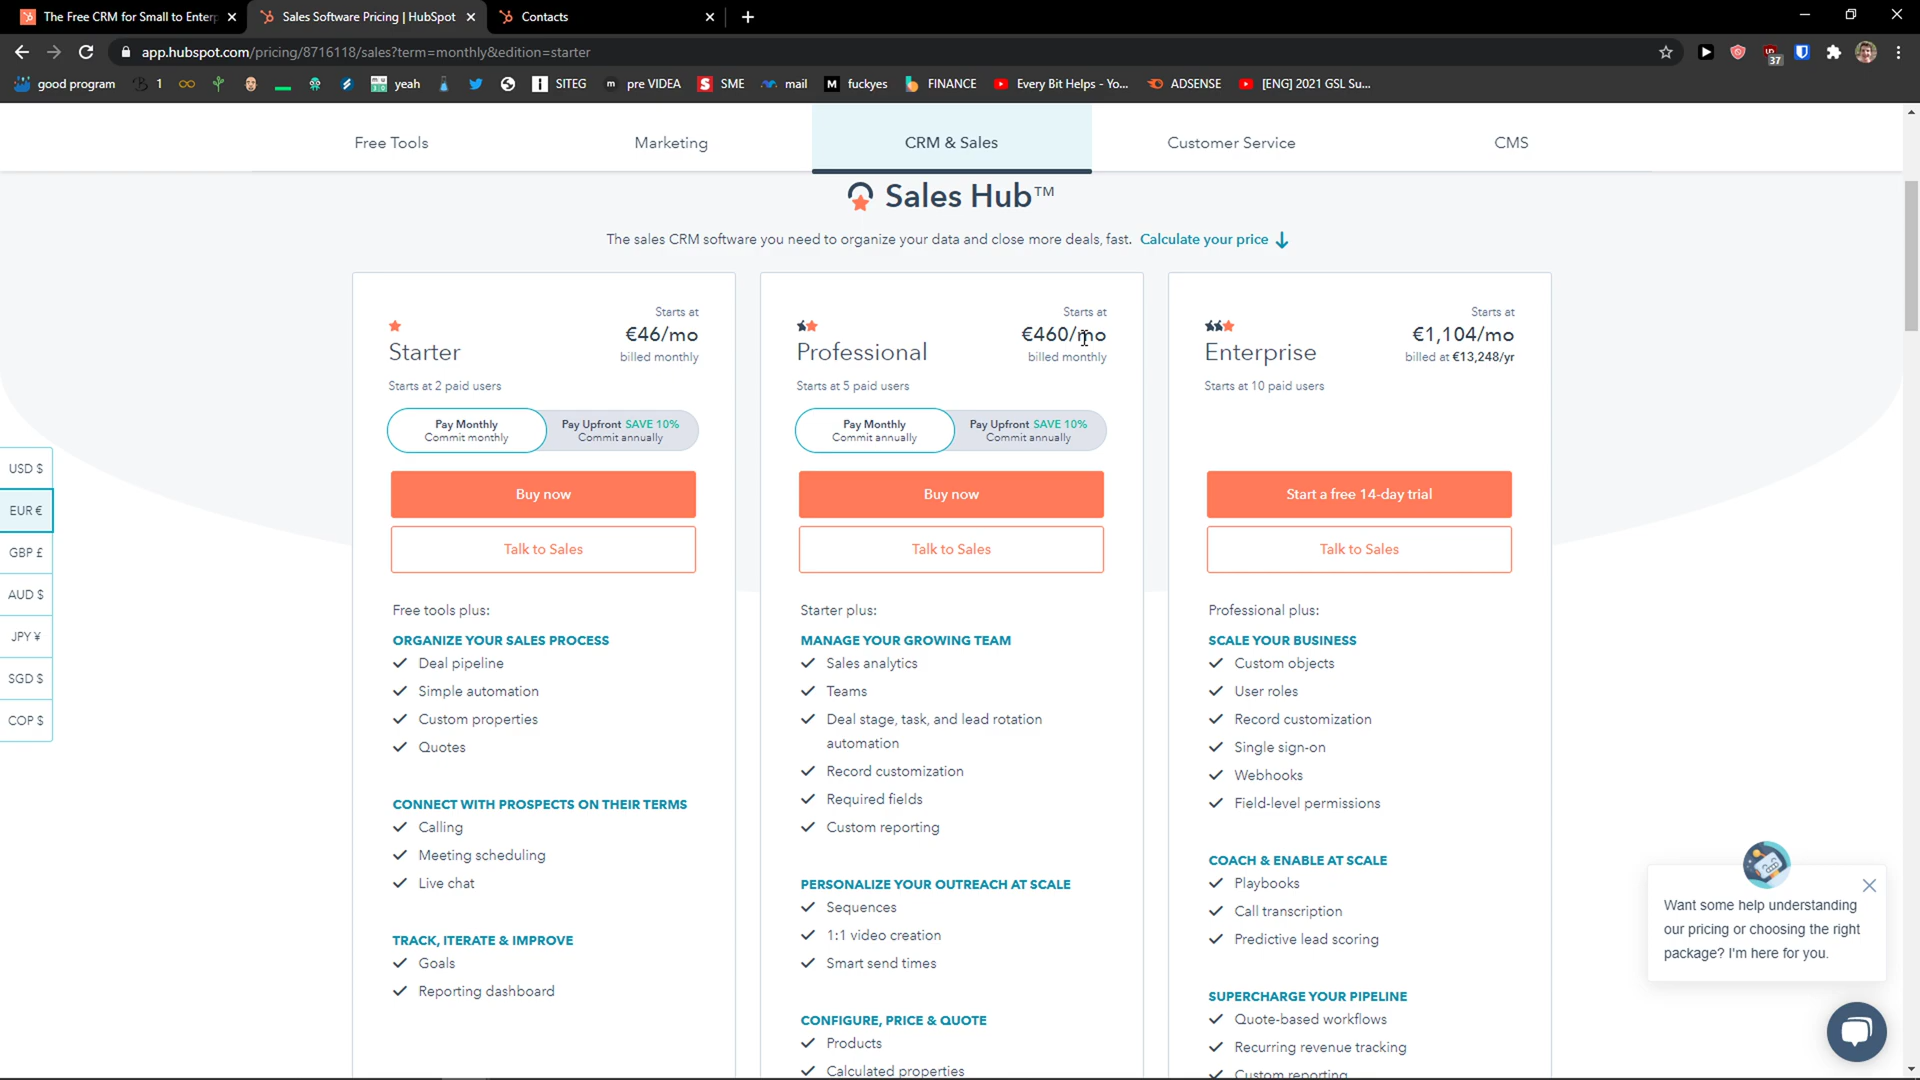 The Free CRM for Small to Enterp
Sales Software Pricing | HubSpot
Contacts
app.hubspot.com/pricing/8716118/sales?term=monthly&edition=starter
37
good program
1
yeah
SITEG
pre VIDEA
SME
mail
fuckyes
FINANCE
Every Bit Helps - Yo...
ADSENSE
[ENG] 2021 GSL Su...
Free Tools
Marketing
CRM & Sales
Customer Service
CMS
Sales Hub™
The sales CRM software you need to organize your data and close more deals, fast. Calculate your price
Starter
Starts at
€46/mo
billed monthly
Starts at 2 paid users
Pay Monthly
Commit monthly
Pay Upfront SAVE 10%
Commit annually
Buy now
Talk to Sales
Free tools plus:
ORGANIZE YOUR SALES PROCESS
Deal pipeline
Simple automation
Custom properties
Quotes
CONNECT WITH PROSPECTS ON THEIR TERMS
Calling
Meeting scheduling
Live chat
TRACK, ITERATE & IMPROVE
Goals
Reporting dashboard
Professional
Starts at
€460/mo
billed monthly
Starts at 5 paid users
Pay Monthly
Commit annually
Pay Upfront SAVE 10%
Commit annually
Buy now
Talk to Sales
Starter plus:
MANAGE YOUR GROWING TEAM
Sales analytics
Teams
Deal stage, task, and lead rotation
automation
Record customization
Required fields
Custom reporting
PERSONALIZE YOUR OUTREACH AT SCALE
Sequences
1:1 video creation
Smart send times
CONFIGURE, PRICE & QUOTE
Products
Calculated properties
Enterprise
Starts at
€1,104/mo
billed at €13,248/yr
Starts at 10 paid users
Start a free 14-day trial
Talk to Sales
Professional plus:
SCALE YOUR BUSINESS
Custom objects
User roles
Record customization
Single sign-on
Webhooks
Field-level permissions
COACH & ENABLE AT SCALE
Playbooks
Call transcription
Predictive lead scoring
SUPERCHARGE YOUR PIPELINE
Quote-based workflows
Recurring revenue tracking
Custom reporting
USD $
EUR €
GBP £
AUD $
JPY ¥
SGD $
COP $
Want some help understanding
our pricing or choosing the right
package? I'm here for you.